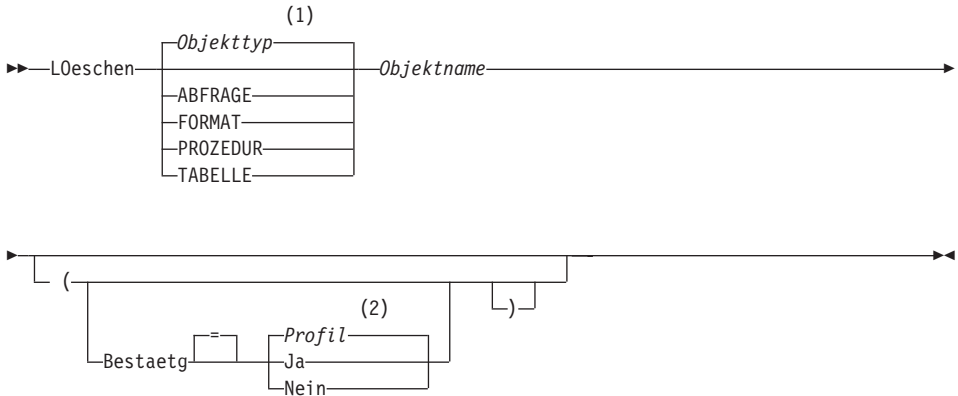 (1)
Objekttyp
LOeschen Objektname
ABFRAGE
FORMAT
PROZEDUR
TABELLE
(
)
(2)
= Profil
Bestaetg Ja
Nein